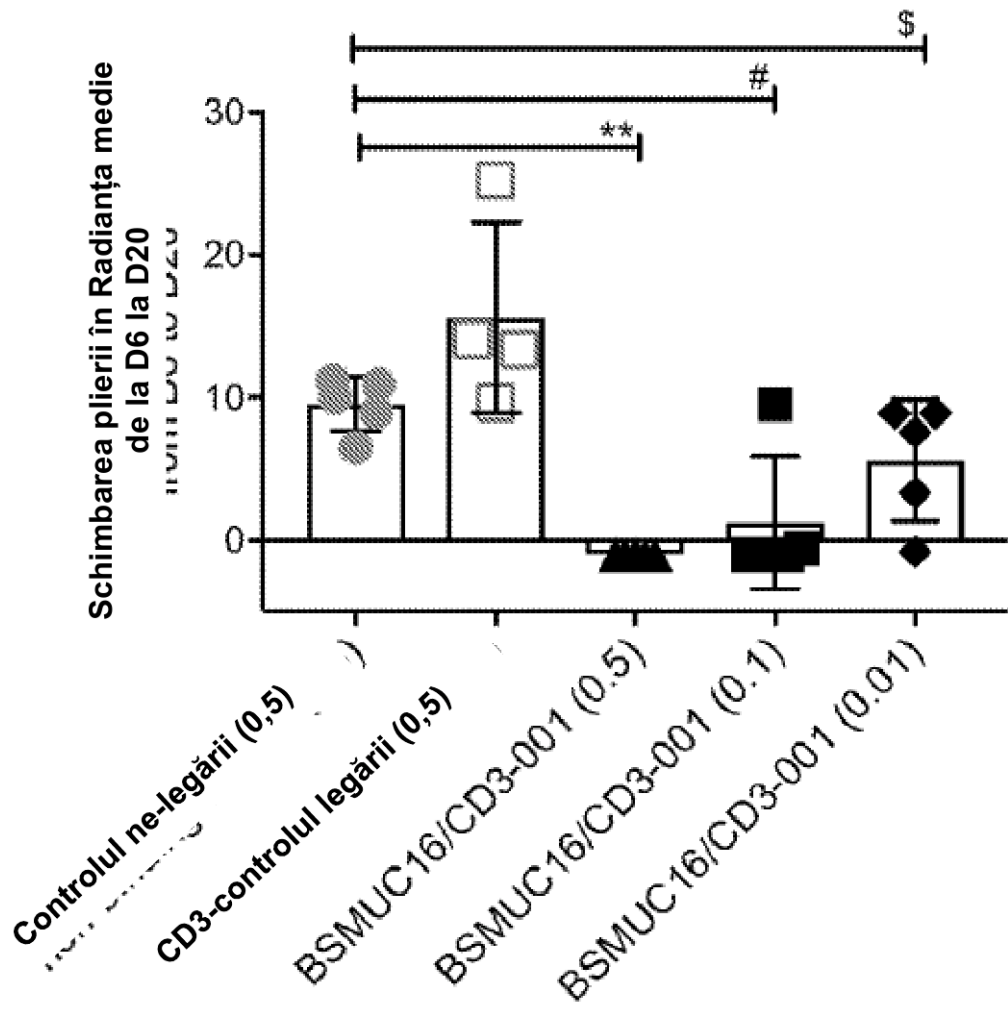 $
#
**
30
20
10
0
Schimbarea plierii în Radianța medie
de la D6 la D20
Controlul ne-legării (0,5)
CD3-controlul legării (0,5)
BSMUC16/CD3-001 (0.5)
BSMUC16/CD3-001 (0.1)
BSMUC16/CD3-001 (0.01)